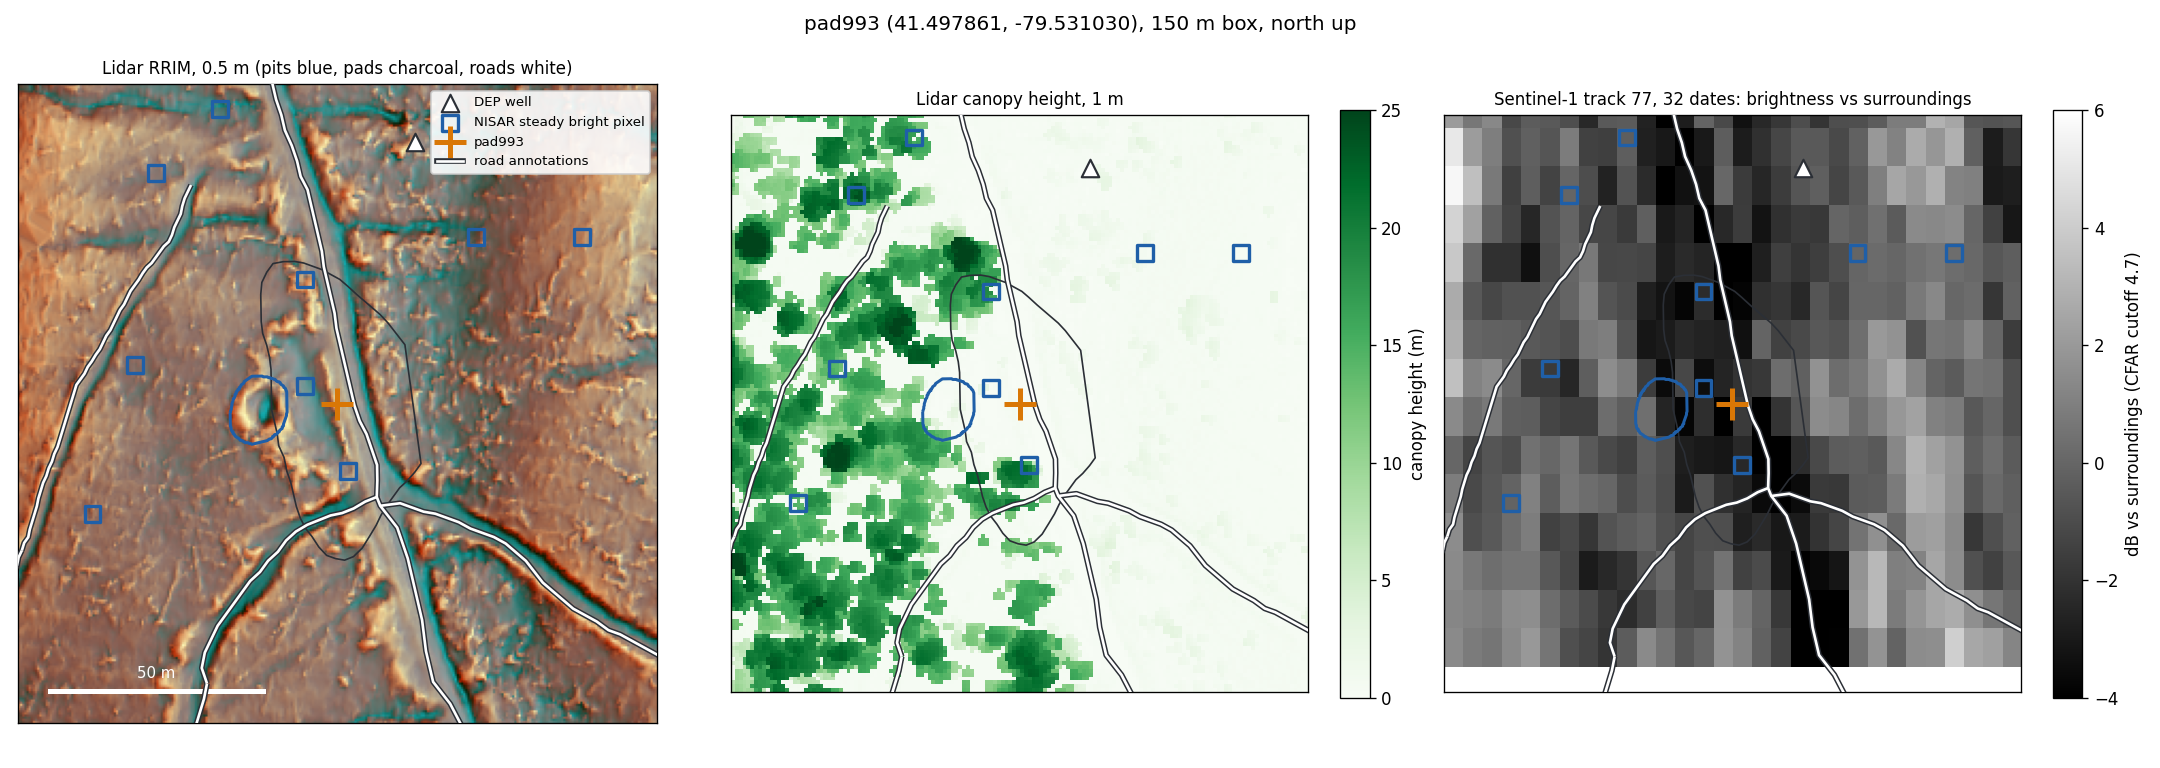 pad993 (41.497861, -79.531030), 150 m box, north up
Lidar RRIM, 0.5 m (pits blue, pads charcoal, roads white)
DEP well
NISAR steady bright pixel
pad993
road annotations
50 m
Lidar canopy height, 1 m
25
20
15
10
5
0
canopy height (m)
Sentinel-1 track 77, 32 dates: brightness vs surroundings
6
4
2
0
−2
−4
dB vs surroundings (CFAR cutoff 4.7)